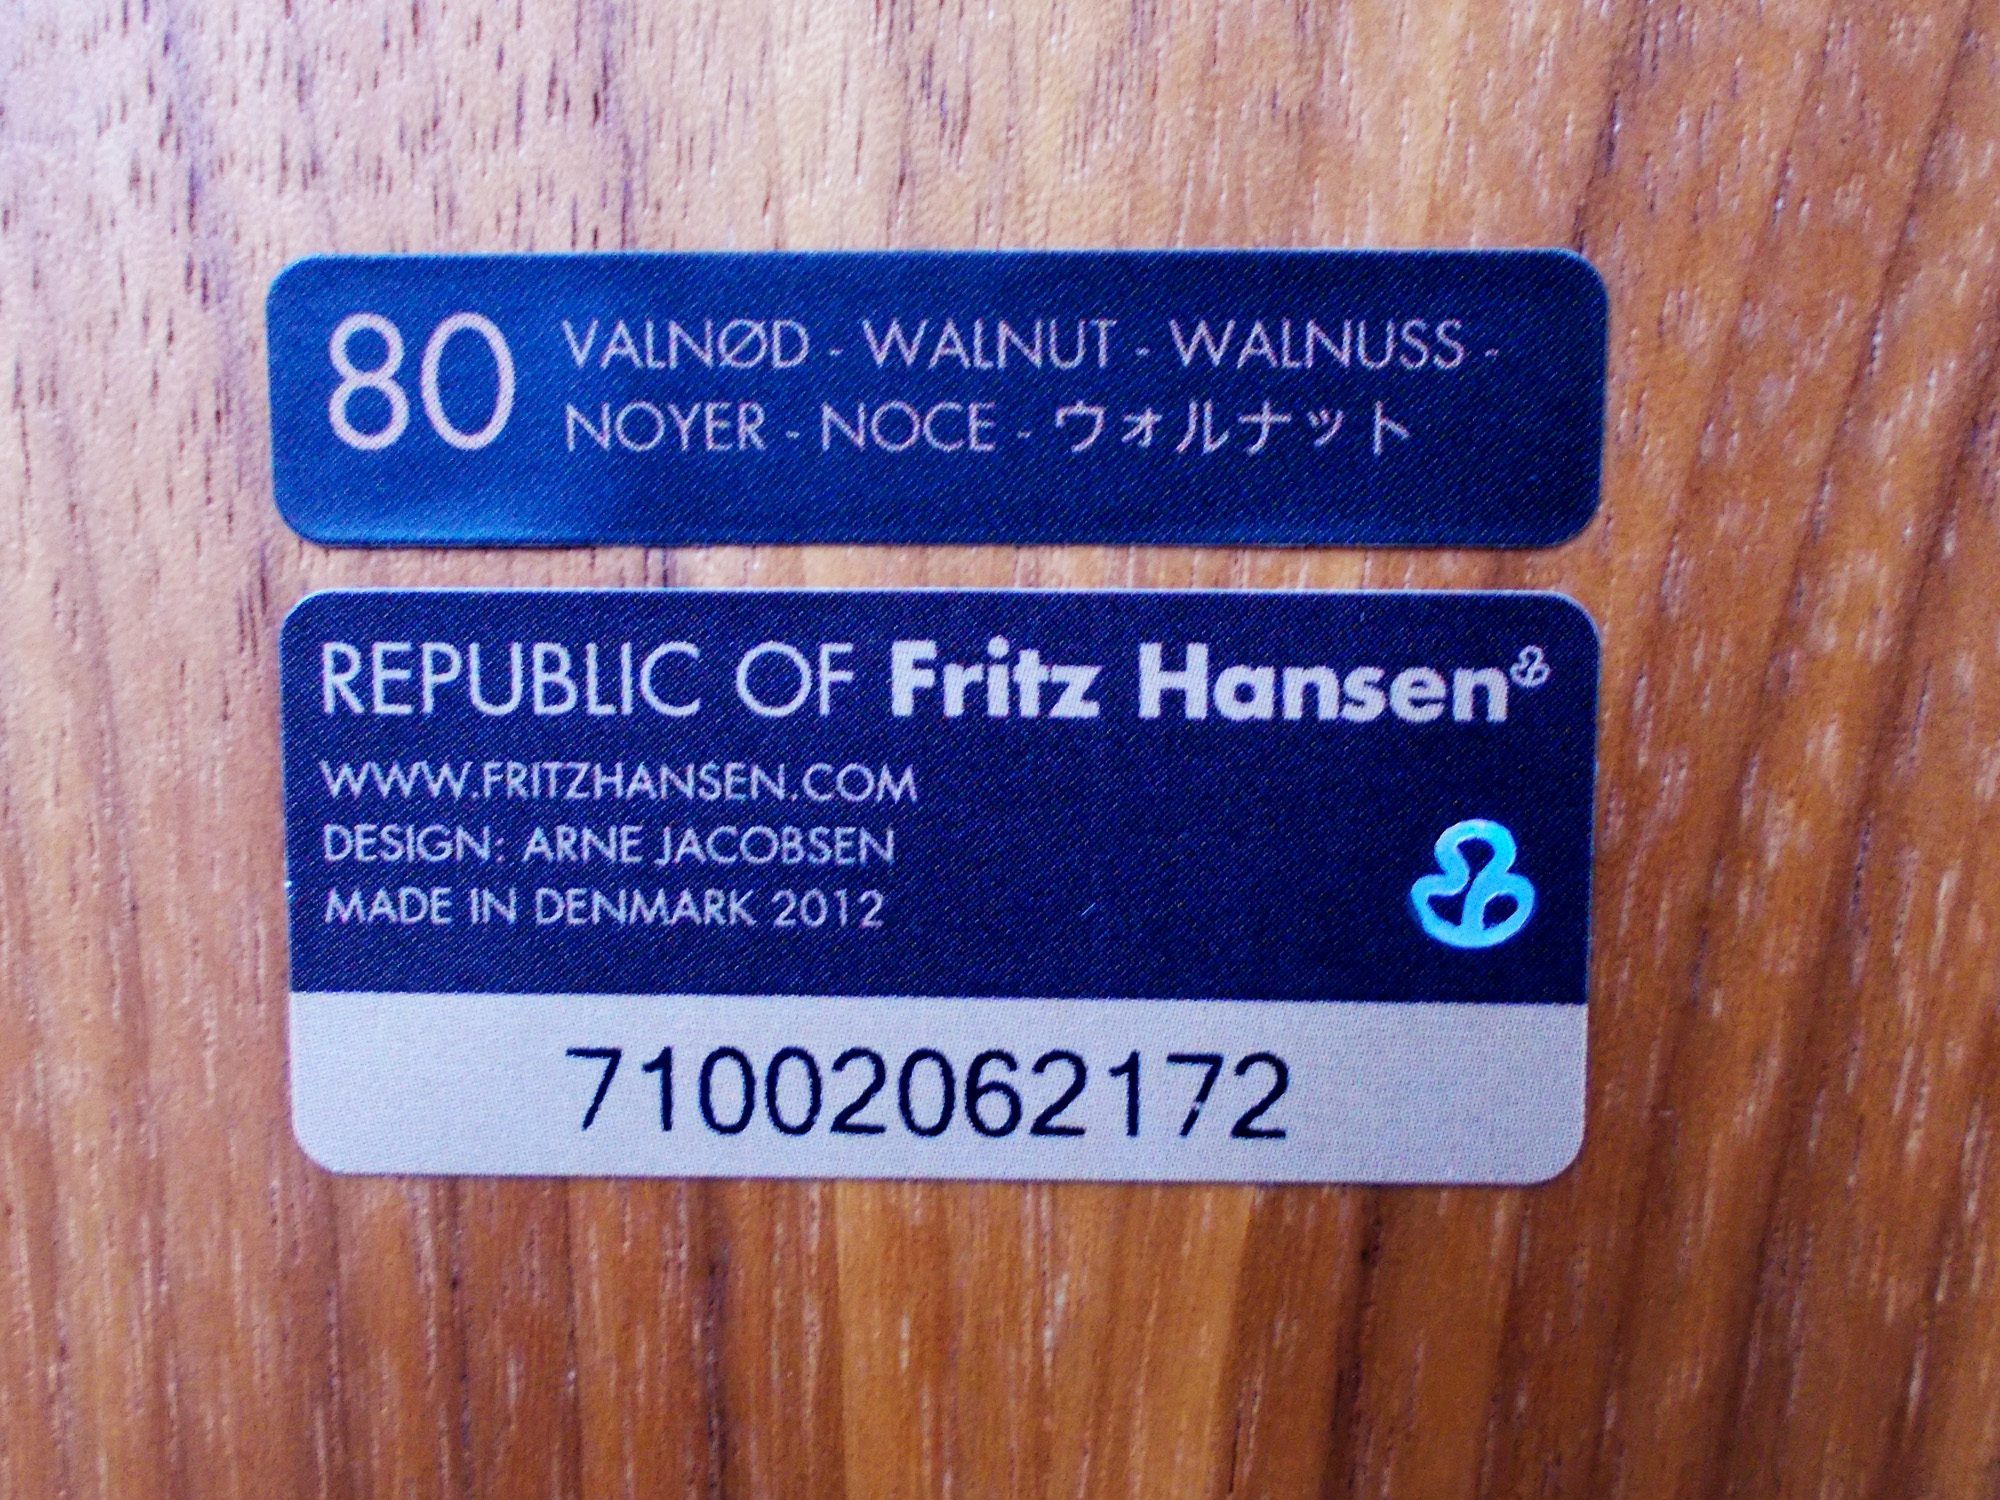 80 VALNØD - WALNUT - WALNUSS -
NOYER - NOCE - ウォルナット
REPUBLIC OF Fritz Hansen
WWW.FRITZHANSEN.COM
DESIGN: ARNE JACOBSEN
MADE IN DENMARK 2012
71002062172